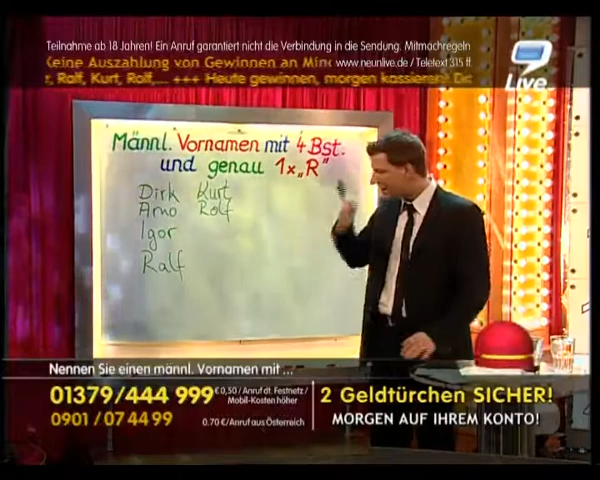 Teilnahme ab 18 Jahren! Ein Anruf garantiert nicht die Verbindung in die Sendung. Mitmachregeln
Keine Auszahlung von Gewinnen an Mind www.neunlive.de / Teletext 315 ff
r, Ralf, Kurt, Rolf,... +++ Heute gewinnen, morgen kassieren! Die
9
Live
Männl. Vornamen mit 4 Bst.
und genau 1x „R"
Dirk Kurt
Arno Rolf
Igor
Ralf
Nennen Sie einen männl. Vornamen mit ...
01379/444 999 €0,50/Anruf dt. Festnetz/
Mobil-Kosten höher
0901/07 44 99 0.70 €/Anruf aus Österreich
2 Geldtürchen SICHER!
MORGEN AUF IHREM KONTO!